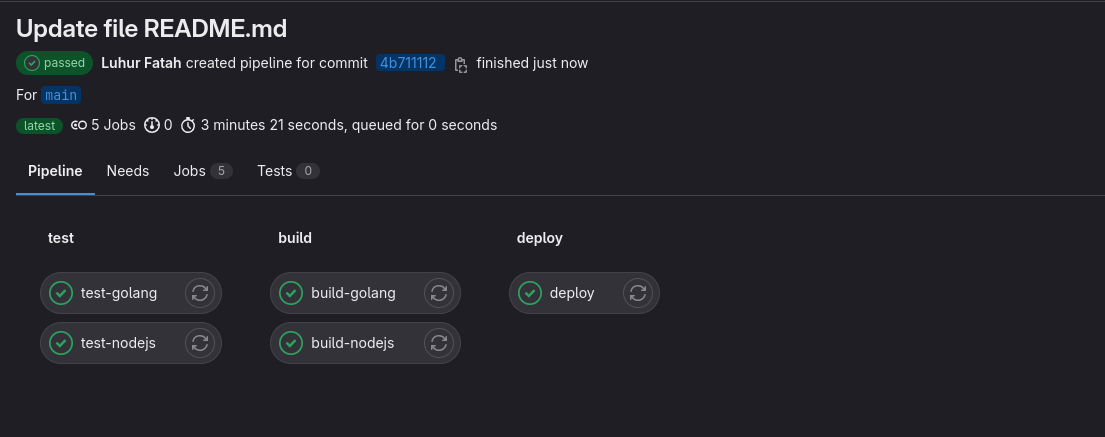 Update file README.md
passed Luhur Fatah created pipeline for commit 4b711112 finished just now
For main
latest 5 Jobs 0 3 minutes 21 seconds, queued for 0 seconds
Pipeline Needs Jobs 5 Tests 0
test build deploy
test-golang build-golang deploy
test-nodejs build-nodejs